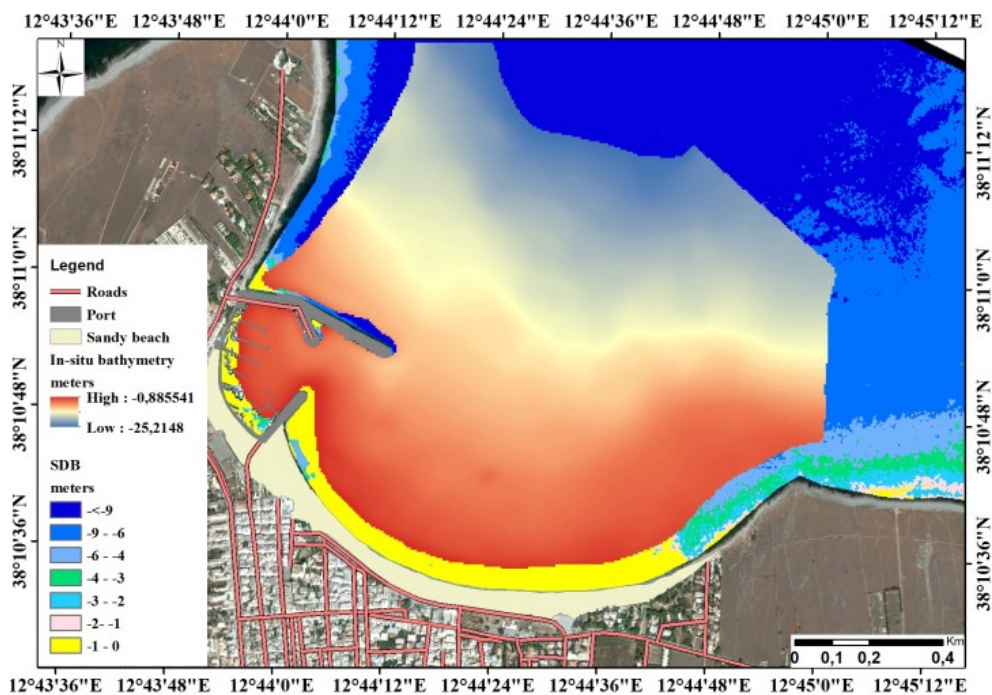 12°43'36"E 12°43'48"E 12°44'0"E 12°44'12"E 12°44'24"E 12°44'36"E 12°44'48"E 12°45'0"E 12°45'12"E
N
38°11'12"N
38°11'0"N
38°10'48"N
38°10'36"N
38°11'12"N
38°11'0"N
38°10'48"N
38°10'36"N
Legend
Roads
Port
Sandy beach
In-situ bathymetry
meters
High : -0,885541
Low : -25,2148
SDB
meters
-<-9
-9 - -6
-6 - -4
-4 - -3
-3 - -2
-2- -1
-1 - 0
Km
0 0,1 0,2 0,4
12°43'36"E 12°43'48"E 12°44'0"E 12°44'12"E 12°44'24"E 12°44'36"E 12°44'48"E 12°45'0"E 12°45'12"E